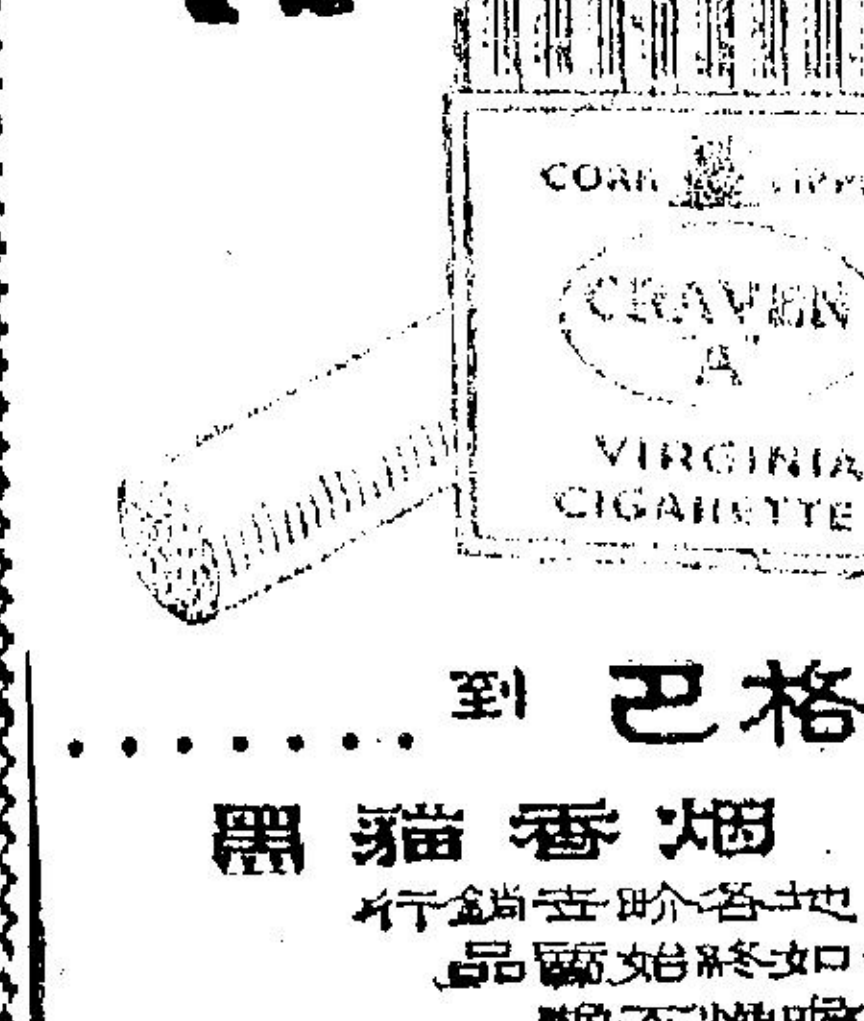 CORK
CRAVEN
A
VIRGINIA
CIGARETTE
.......到巴格
黑貓香烟
行銷世界各地
品質始終如